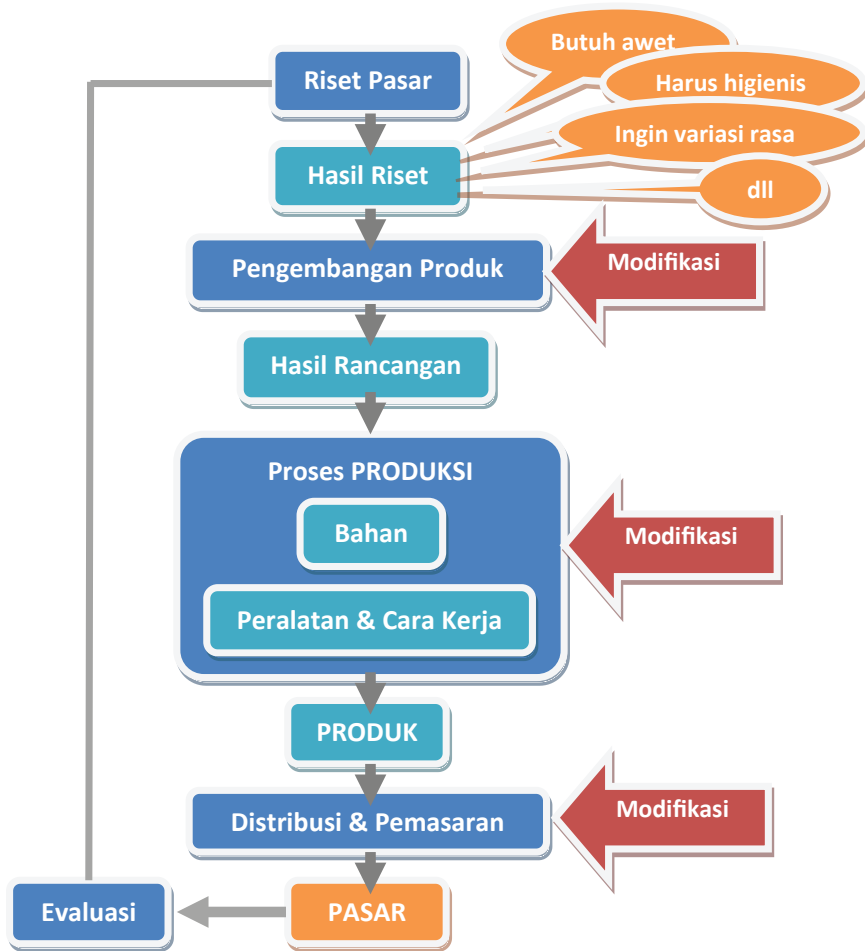 Butuh awet
Riset Pasar
Harus higienis
Ingin variasi rasa
Hasil Riset
dll
Pengembangan Produk
Modifikasi
Hasil Rancangan
Proses PRODUKSI
Bahan
Modifikasi
Peralatan & Cara Kerja
PRODUK
Distribusi & Pemasaran
Modifikasi
Evaluasi
PASAR